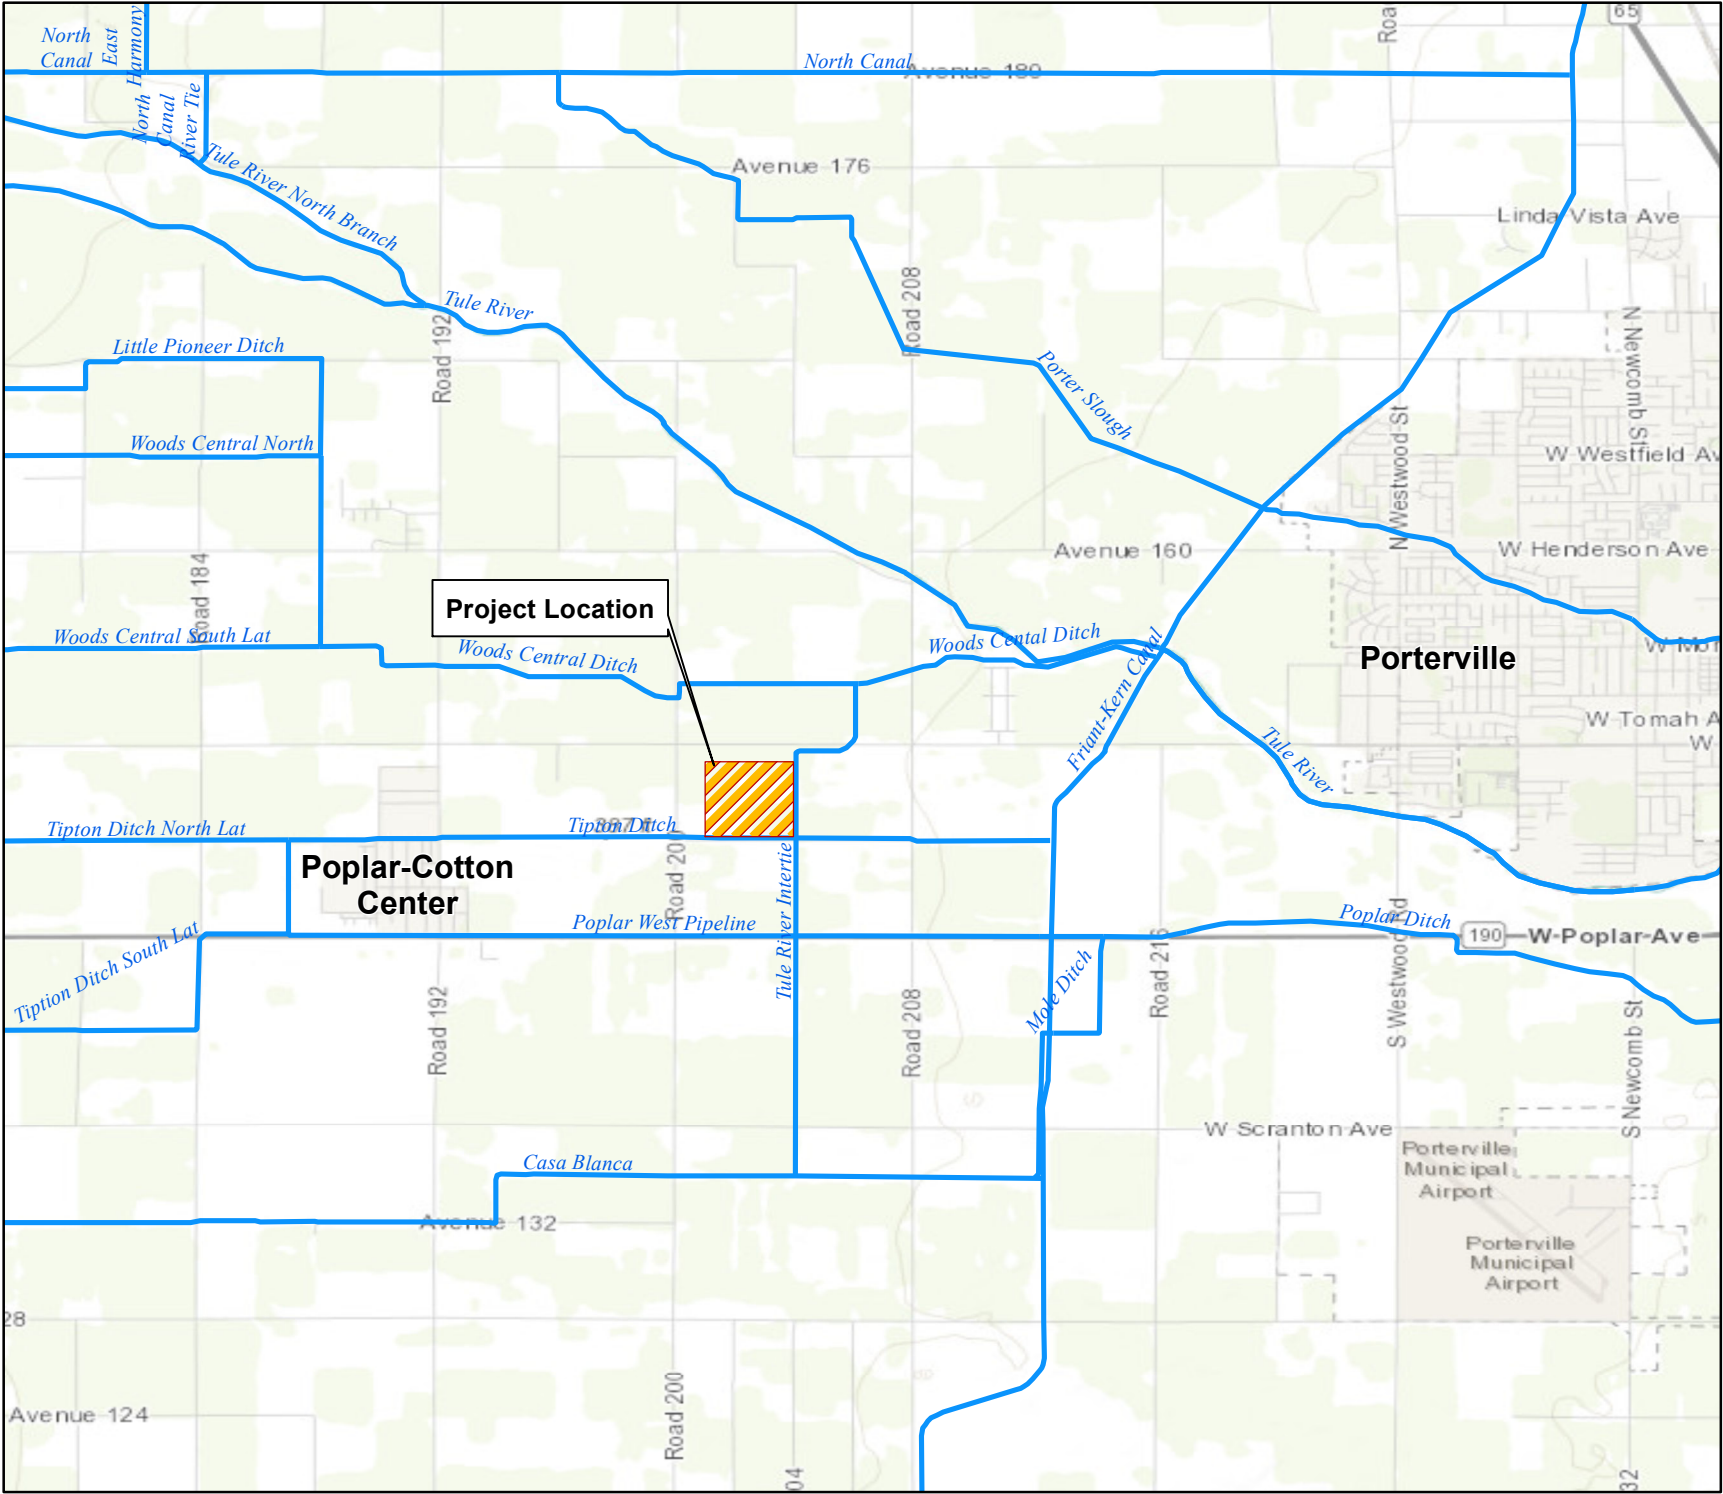 65
Roa
North
Canal
East
Harmony
North Canal
Avenue 189
North
Canal
River Tie
Avenue 176
Tule River North Branch
Linda Vista Ave
Tule River
Road 192
Road 208
N Newcomb St
Little Pioneer Ditch
Porter Slough
Woods Central North
N Westwood St
W Westfield Av
Avenue 160
W Henderson Ave
Road 184
Project Location
Woods Central South Lat
Woods Central Ditch
Woods Cental Ditch
Friant-Kern Canal
Porterville
W Mor
W Tomah A
W
Tule River
Tipton Ditch North Lat
Tipton Ditch
Road 200
Poplar-Cotton
Center
Tule River Intertie
Poplar West Pipeline
Poplar Ditch
190
W-Poplar-Ave
Tiption Ditch South Lat
Mole Ditch
Road 216
S Westwood Rd
Road 192
Road 208
S Newcomb St
W Scranton Ave
Porterville
Municipal
Airport
Casa Blanca
Avenue 132
Porterville
Municipal
Airport
28
Avenue 124
Road 200
04
32